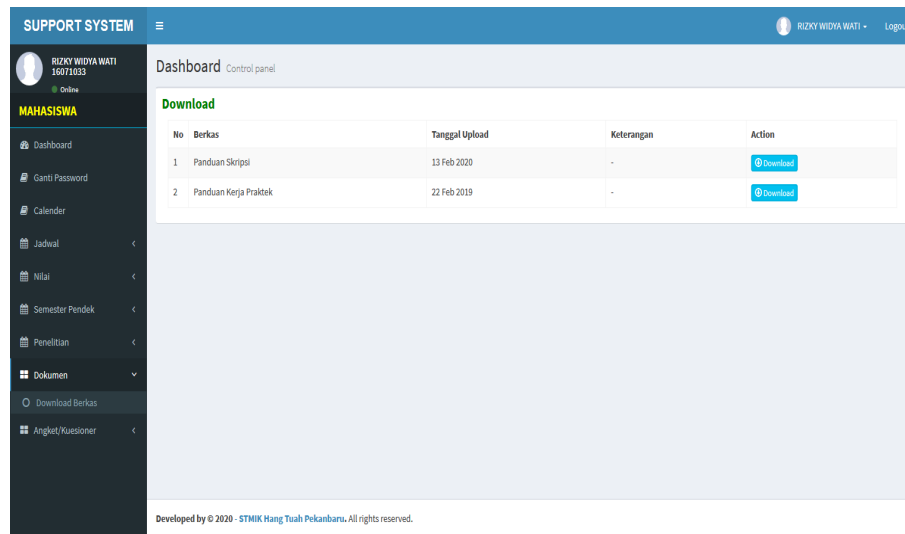 SUPPORT SYSTEM
RIZKY WIDYA WATI
Logou
RIZKY WIDYA WATI
16071033
Online
MAHASISWA
Dashboard
Ganti Password
Calender
Jadwal
Nilai
Semester Pendek
Penelitian
Dokumen
Download Berkas
Angket/Kuesioner
Dashboard Control panel
Download
No Berkas Tanggal Upload Keterangan Action
1 Panduan Skripsi 13 Feb 2020 - Download
2 Panduan Kerja Praktek 22 Feb 2019 - Download
Developed by © 2020 - STMIK Hang Tuah Pekanbaru. All rights reserved.